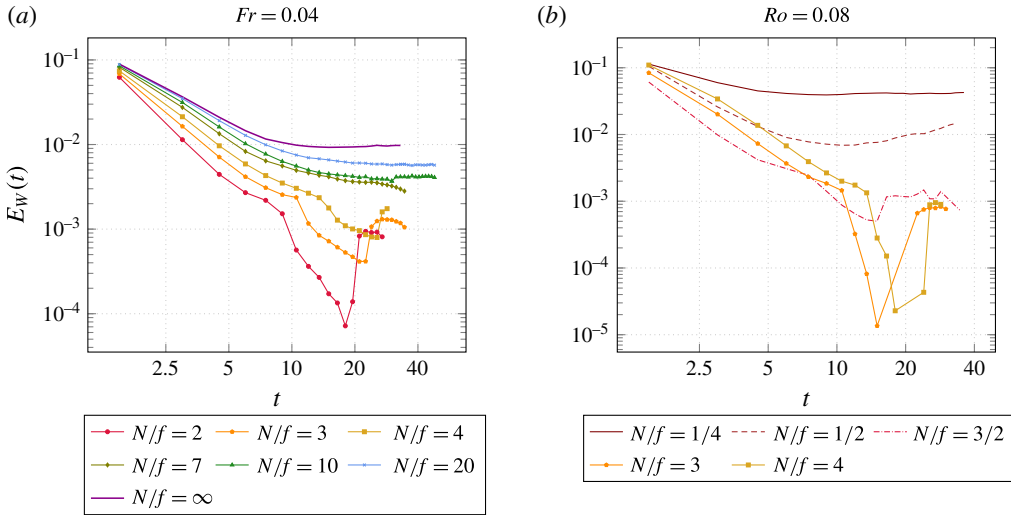 (a)
Fr = 0.04
(b)
Ro = 0.08
E_W(t)
10^{-1}
10^{-2}
10^{-3}
10^{-4}
2.5
5
10
20
40
t
10^{-1}
10^{-2}
10^{-3}
10^{-4}
10^{-5}
2.5
5
10
20
40
t
N/f = 2
N/f = 3
N/f = 4
N/f = 7
N/f = 10
N/f = 20
N/f = ∞
N/f = 1/4
N/f = 1/2
N/f = 3/2
N/f = 3
N/f = 4